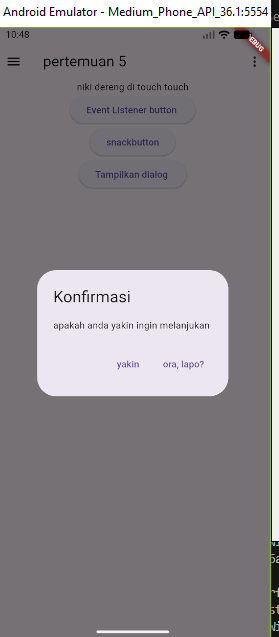 Android Emulator - Medium_Phone_API_36.1:5554
10:48
DEBUG
pertemuan 5
niki dereng di touch touch
Event Listener button
snackbutton
Tampilkan dialog
Konfirmasi
apakah anda yakin ingin melanjukan
yakin
ora, lapo?